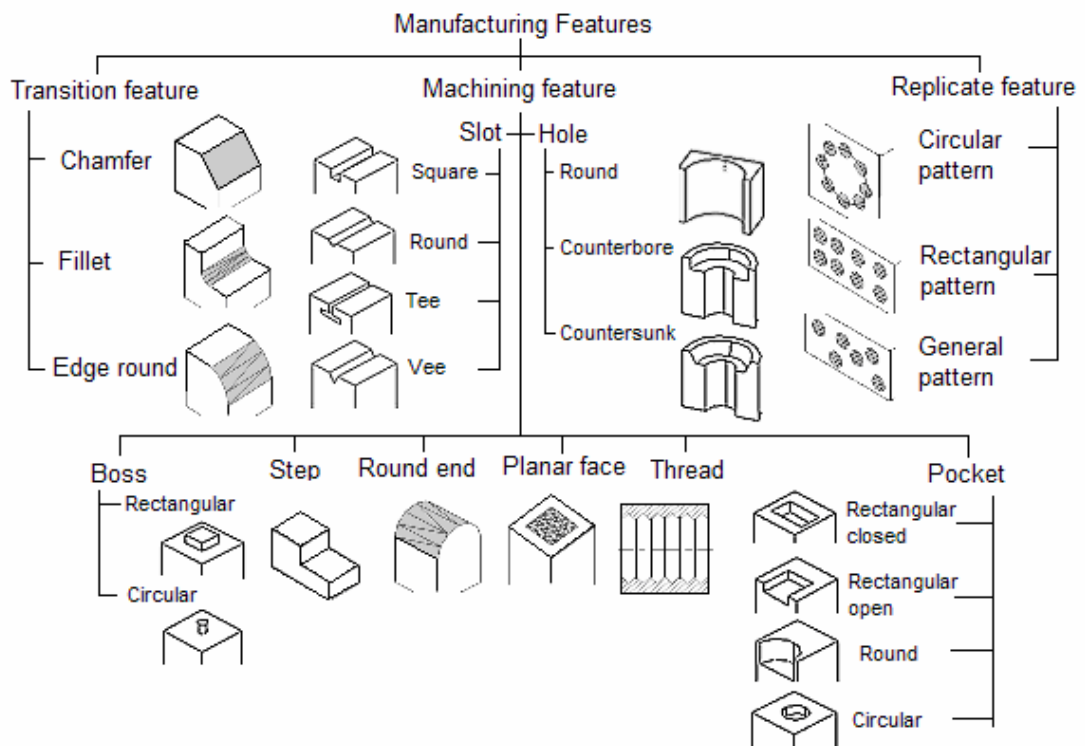 Manufacturing Features
Transition feature
Machining feature
Replicate feature
Chamfer
Fillet
Edge round
Slot
Square
Round
Tee
Vee
Hole
Round
Counterbore
Countersunk
Circular
pattern
Rectangular
pattern
General
pattern
Boss
Rectangular
Circular
Step
Round end
Planar face
Thread
Pocket
Rectangular
closed
Rectangular
open
Round
Circular